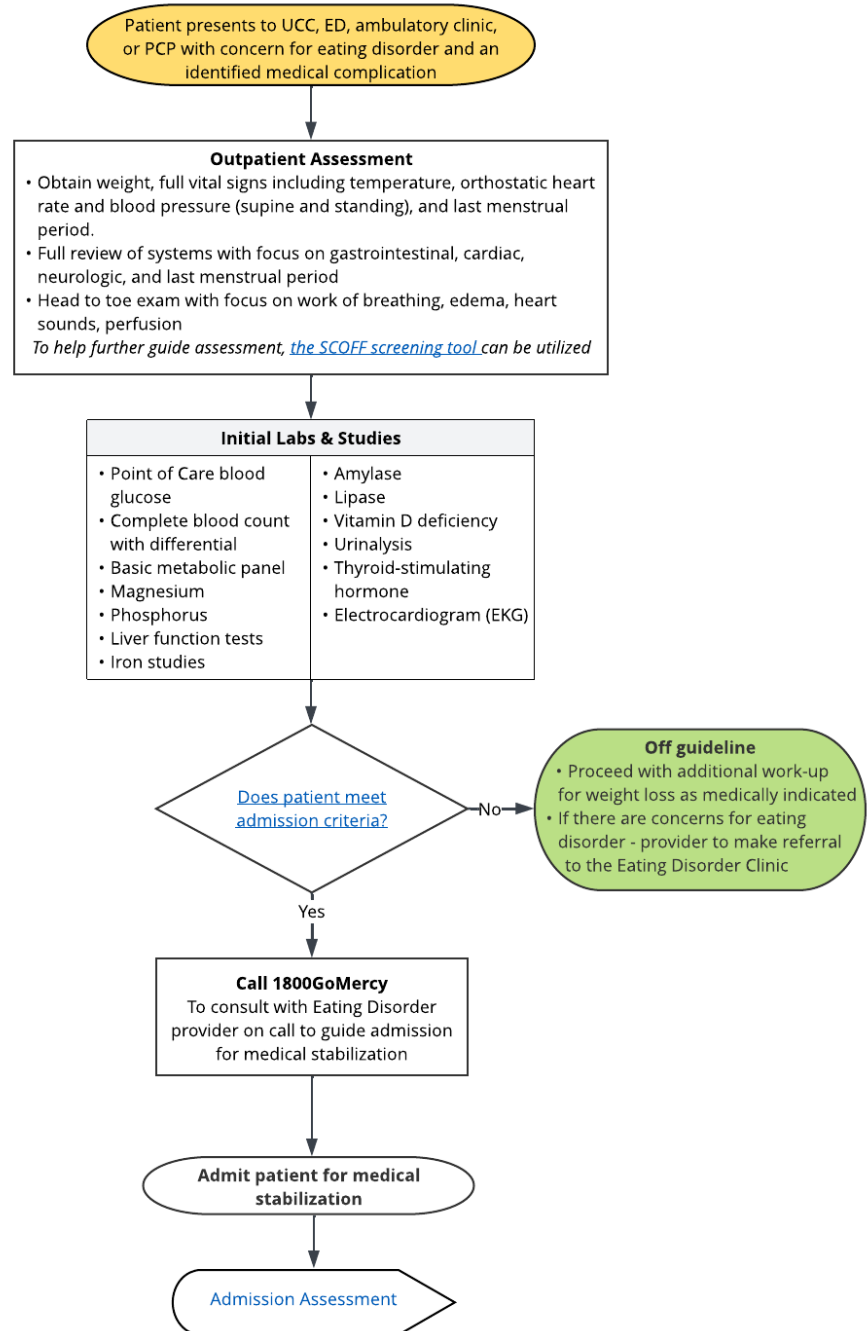 Patient presents to UCC, ED, ambulatory clinic,
or PCP with concern for eating disorder and an
identified medical complication
Outpatient Assessment
• Obtain weight, full vital signs including temperature, orthostatic heart
rate and blood pressure (supine and standing), and last menstrual
period.
• Full review of systems with focus on gastrointestinal, cardiac,
neurologic, and last menstrual period
• Head to toe exam with focus on work of breathing, edema, heart
sounds, perfusion
To help further guide assessment, the SCOFF screening tool can be utilized
Initial Labs & Studies
• Point of Care blood
glucose
• Complete blood count
with differential
• Basic metabolic panel
• Magnesium
• Phosphorus
• Liver function tests
• Iron studies
• Amylase
• Lipase
• Vitamin D deficiency
• Urinalysis
• Thyroid-stimulating
hormone
• Electrocardiogram (EKG)
Does patient meet
admission criteria?
No
Off guideline
• Proceed with additional work-up
for weight loss as medically indicated
• If there are concerns for eating
disorder - provider to make referral
to the Eating Disorder Clinic
Yes
Call 1800GoMercy
To consult with Eating Disorder
provider on call to guide admission
for medical stabilization
Admit patient for medical
stabilization
Admission Assessment